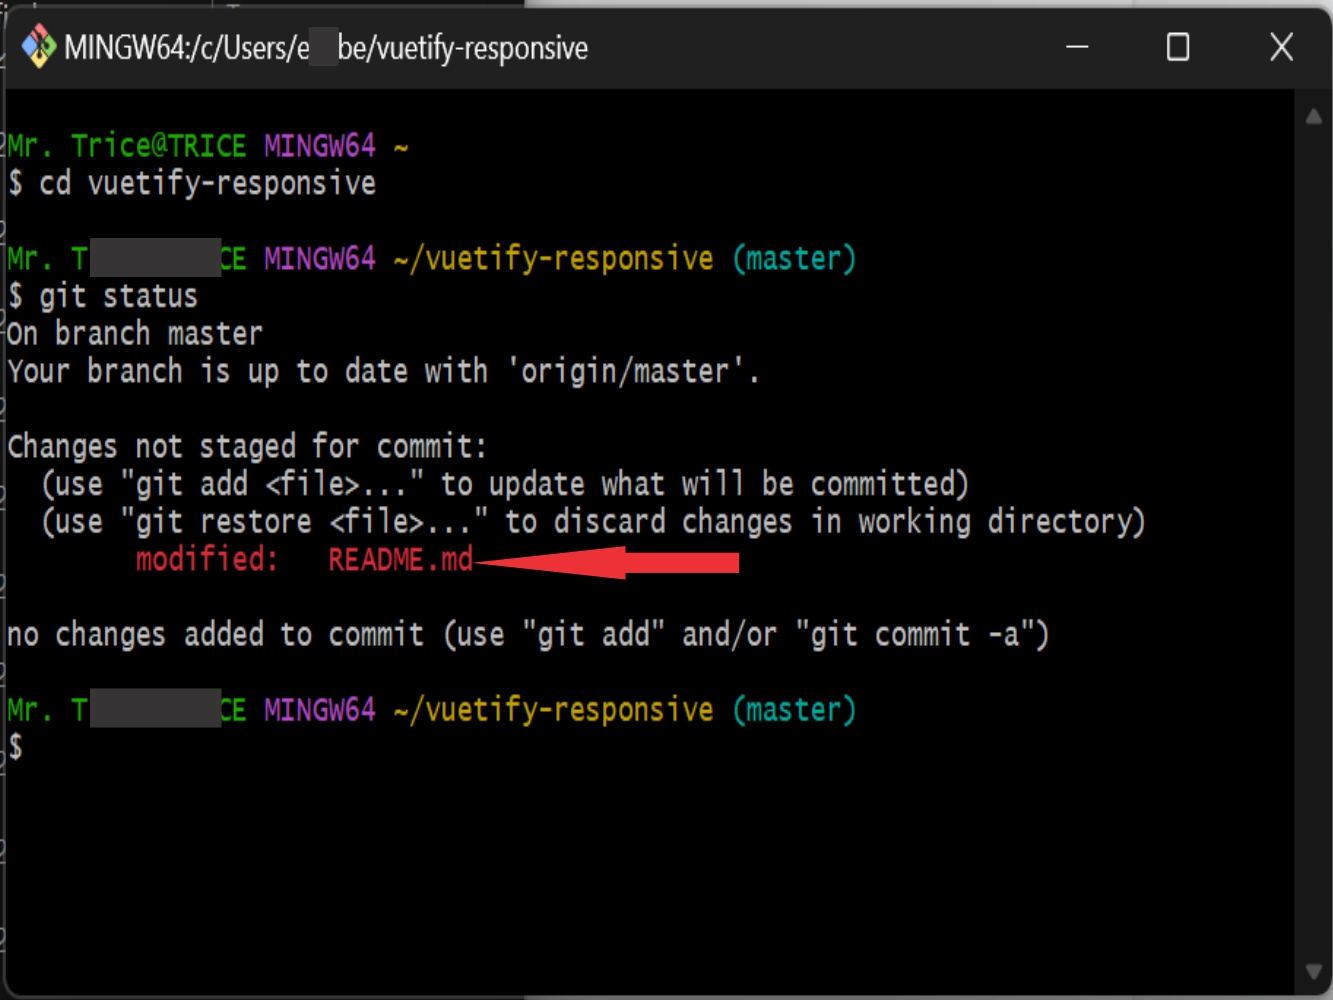 MINGW64:/c/Users/e be/vuetify-responsive
Mr. Trice@TRICE MINGW64 ~
$ cd vuetify-responsive
Mr. T CE MINGW64 ~/vuetify-responsive (master)
$ git status
On branch master
Your branch is up to date with 'origin/master'.
Changes not staged for commit:
(use "git add <file>..." to update what will be committed)
(use "git restore <file>..." to discard changes in working directory)
modified: README.md
no changes added to commit (use "git add" and/or "git commit -a")
Mr. T CE MINGW64 ~/vuetify-responsive (master)
$